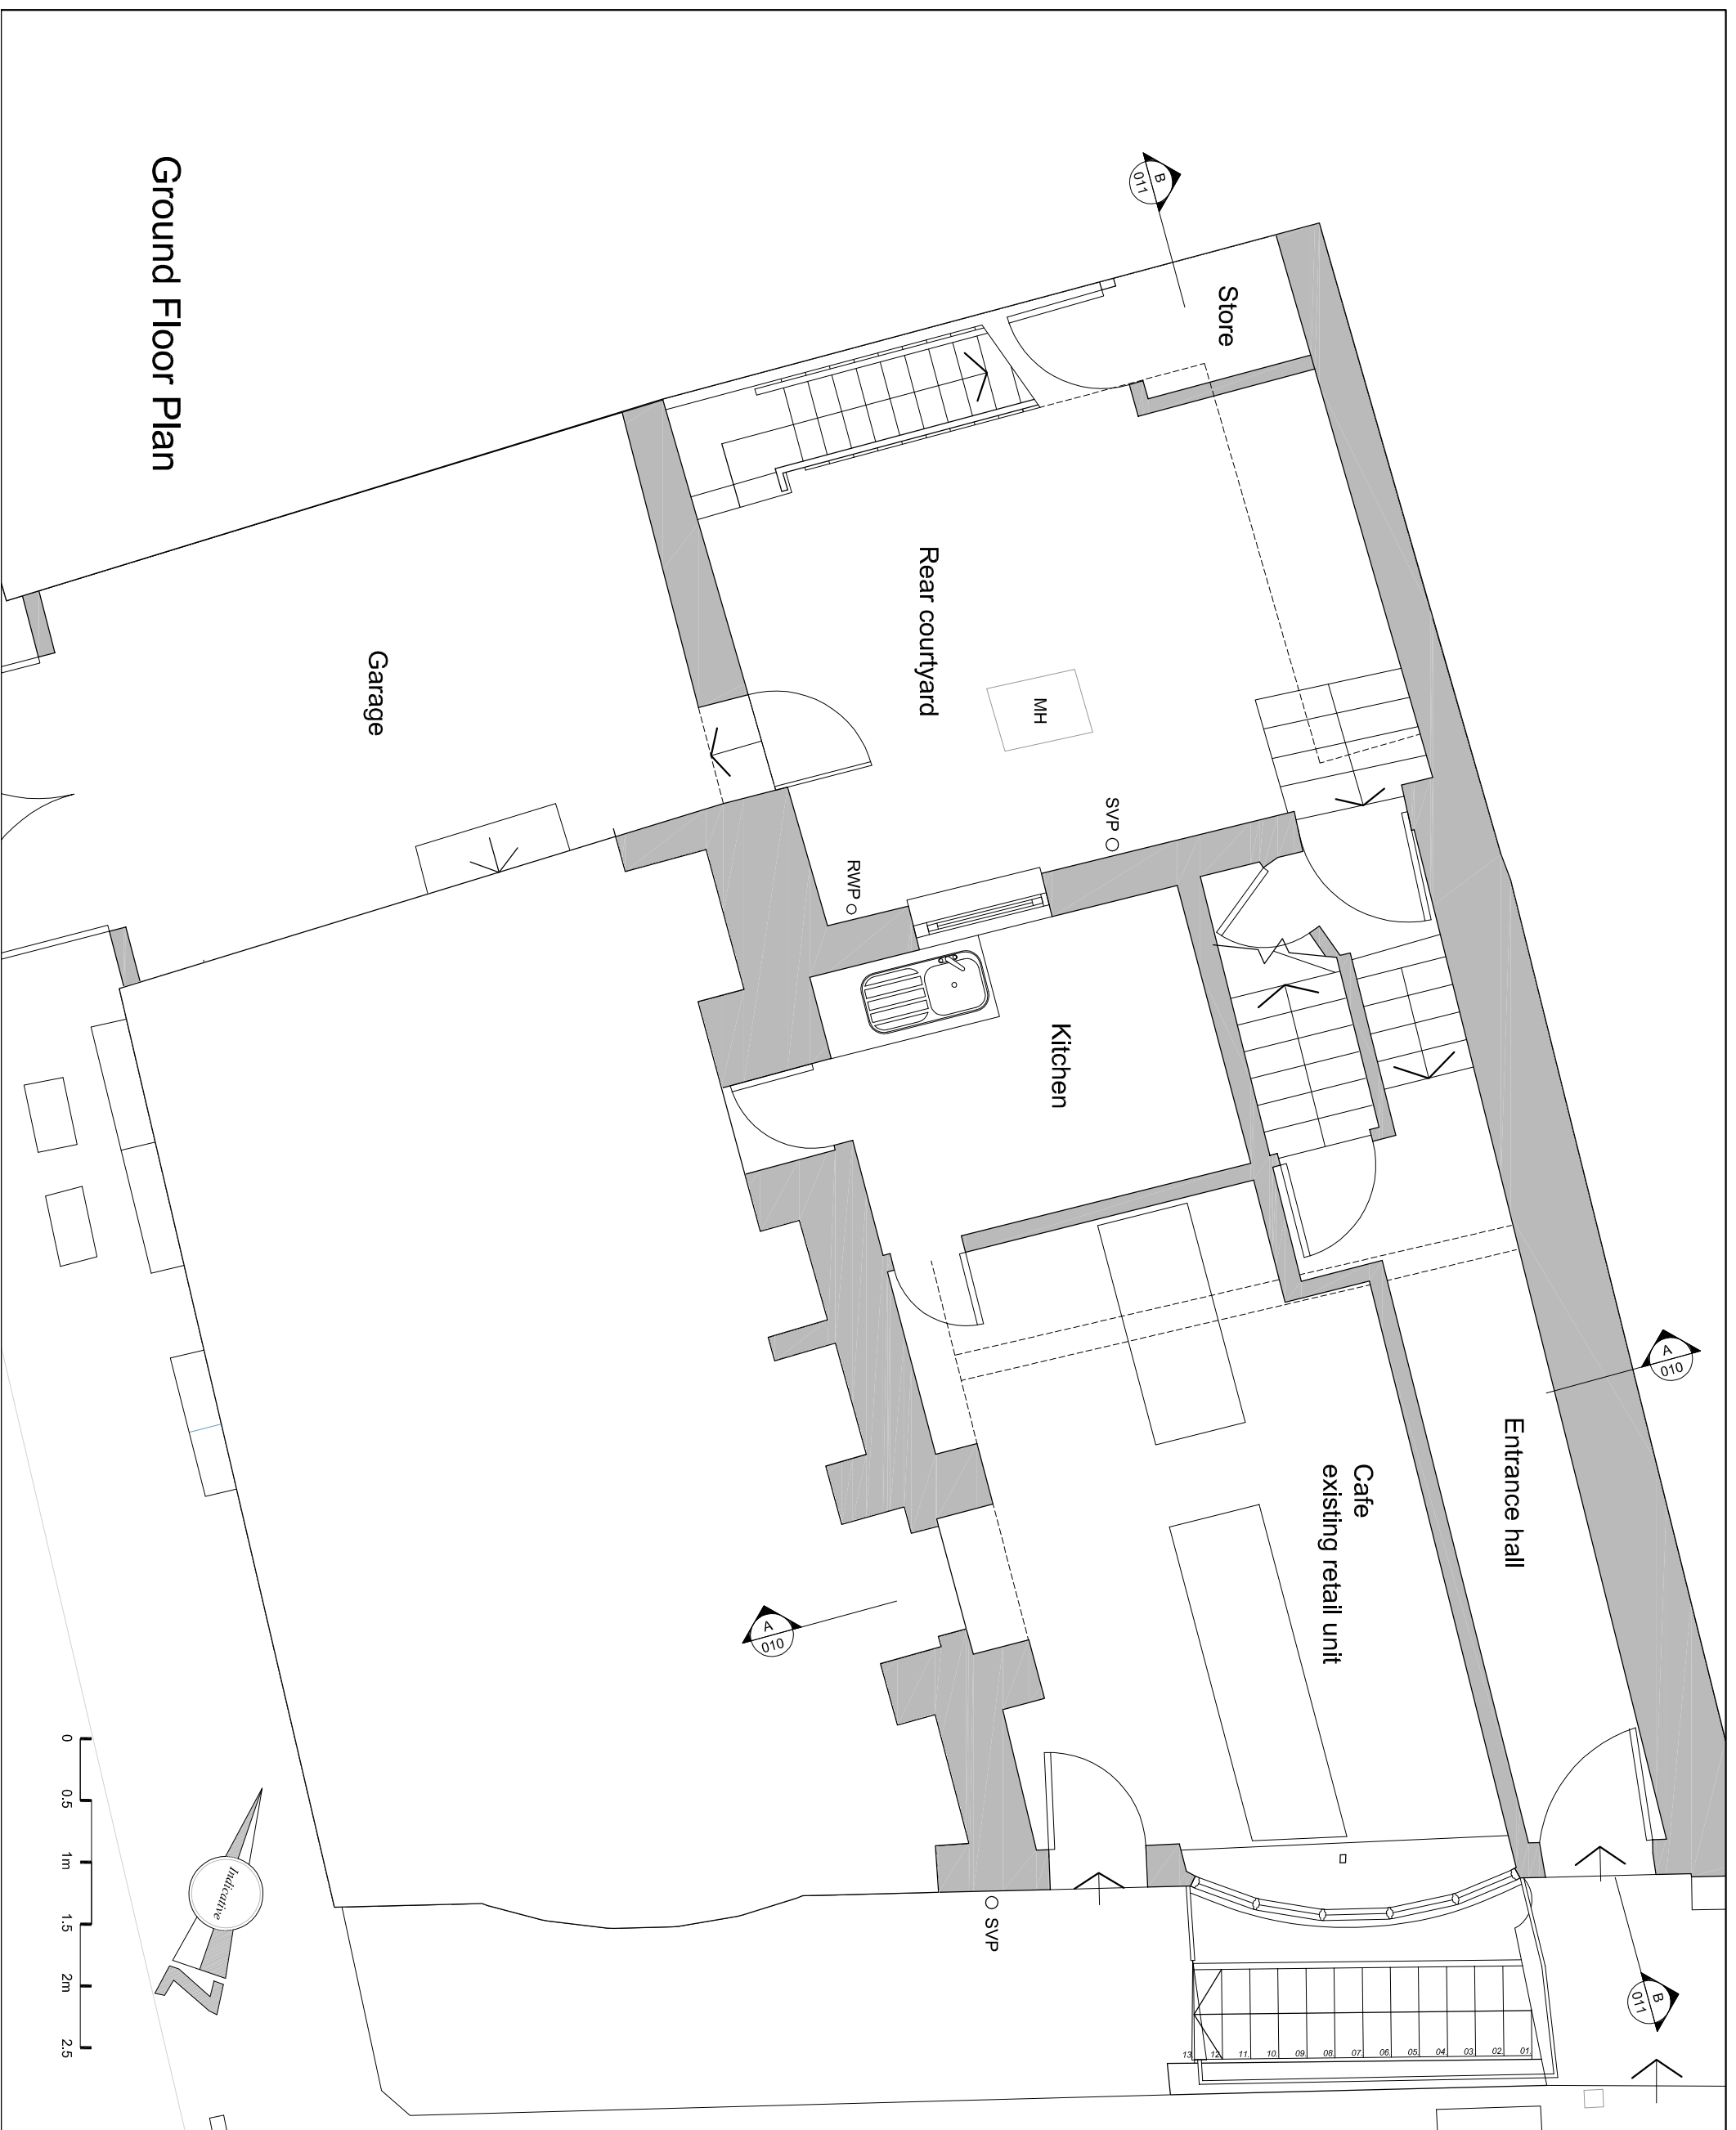 Ground Floor Plan
B
011
Store
Rear courtyard
MH
Garage
SVP
RWP
Kitchen
A
010
Entrance hall
Cafe
existing retail unit
A
010
SVP
B
011
01.
02.
03.
04.
05.
06.
07.
08.
09.
10.
11.
12.
13.
0
0.5
1m
1.5
2m
2.5
Indicative
N